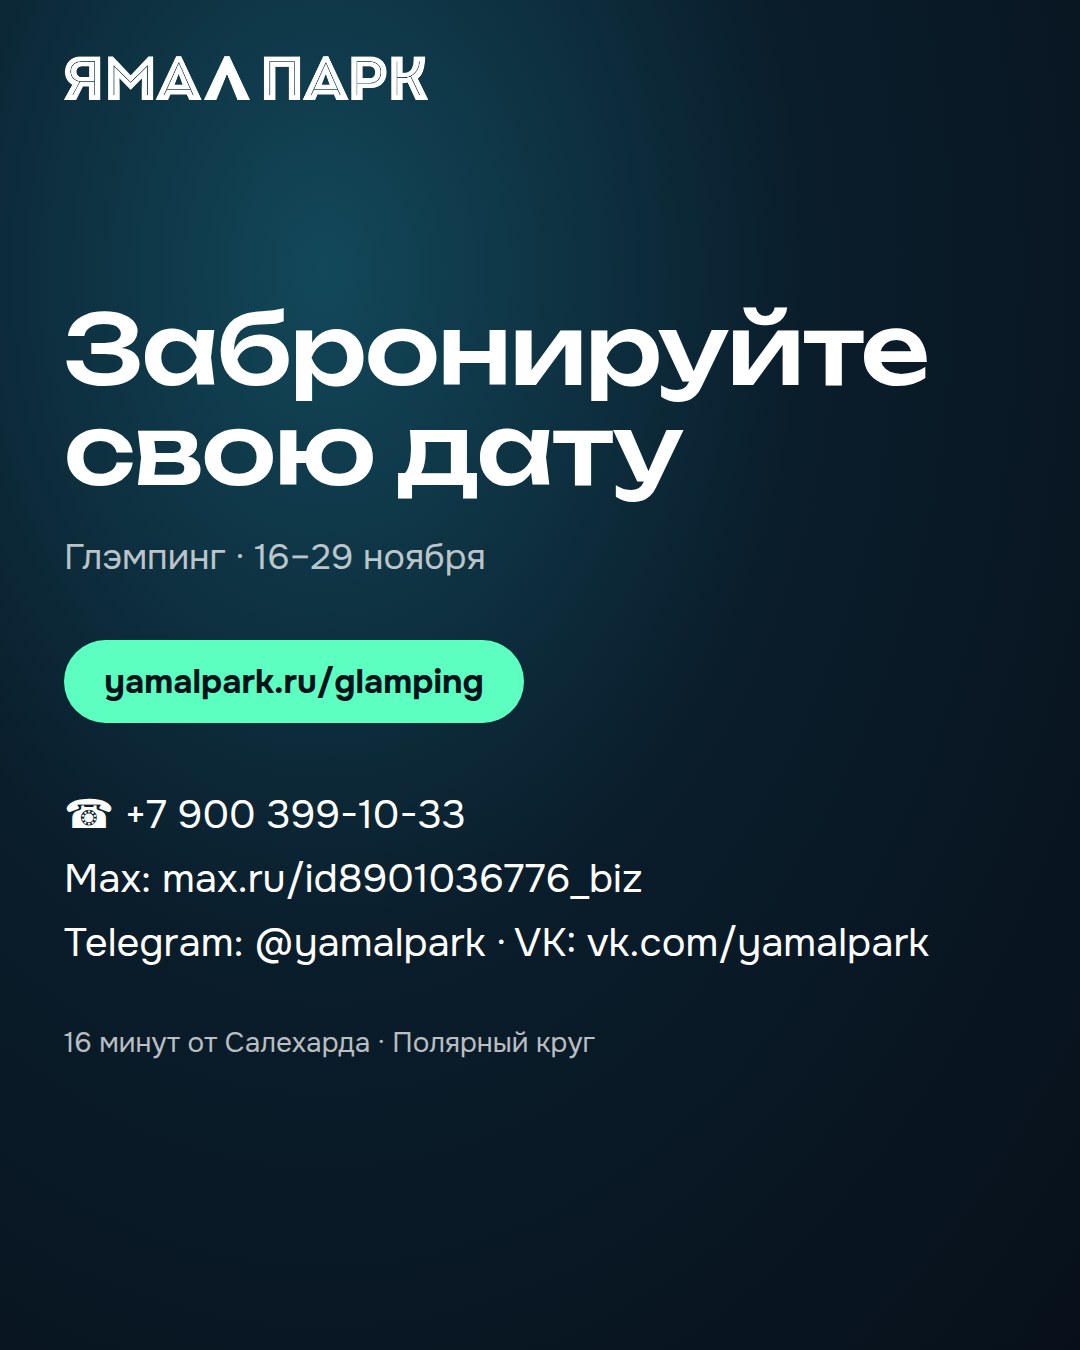 ЯМАЛ ПАРК
Забронируйте
свою дату
Глэмпинг · 16–29 ноября
yamalpark.ru/glamping
☎ +7 900 399-10-33
Max: max.ru/id8901036776_biz
Telegram: @yamalpark · VK: vk.com/yamalpark
16 минут от Салехарда · Полярный круг